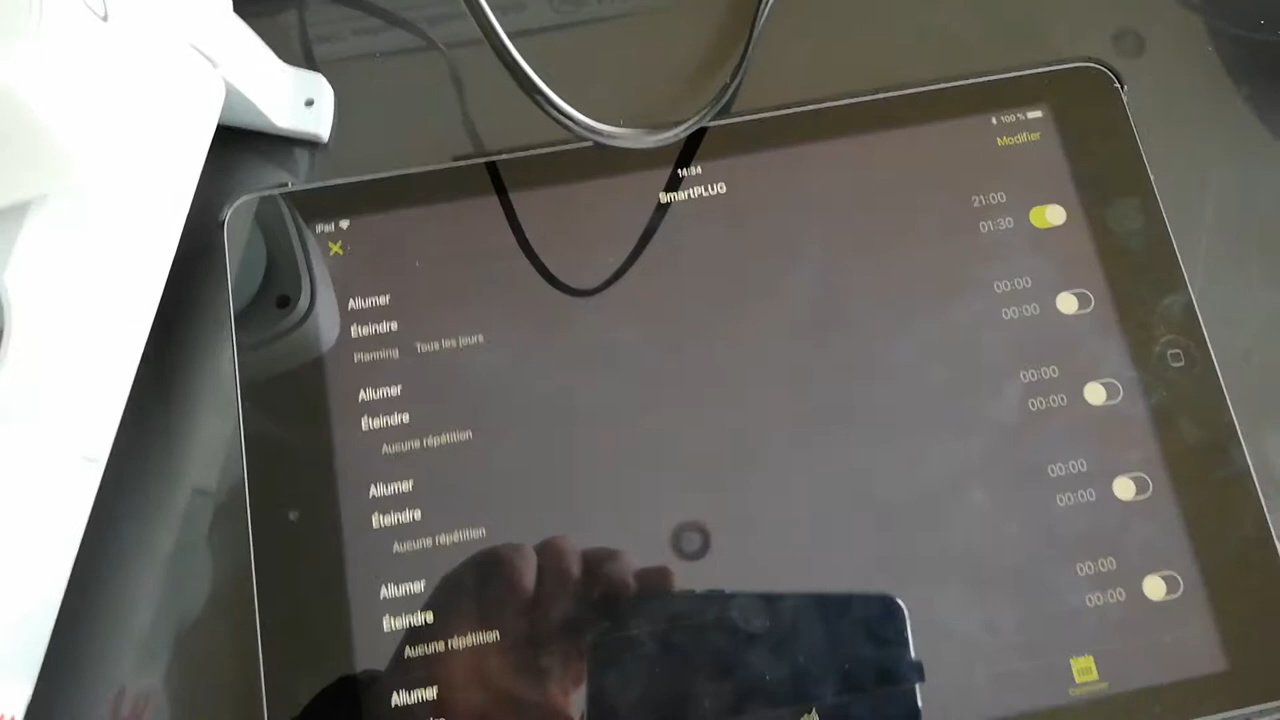 iPad
14:34
100 %
SmartPLUG
Modifier
Allumer 21:00
Éteindre 01:30
Planning Tous les jours
Allumer 00:00
Éteindre 00:00
Aucune répétition
Allumer 00:00
Éteindre 00:00
Aucune répétition
Allumer 00:00
Éteindre 00:00
Aucune répétition
Allumer 00:00